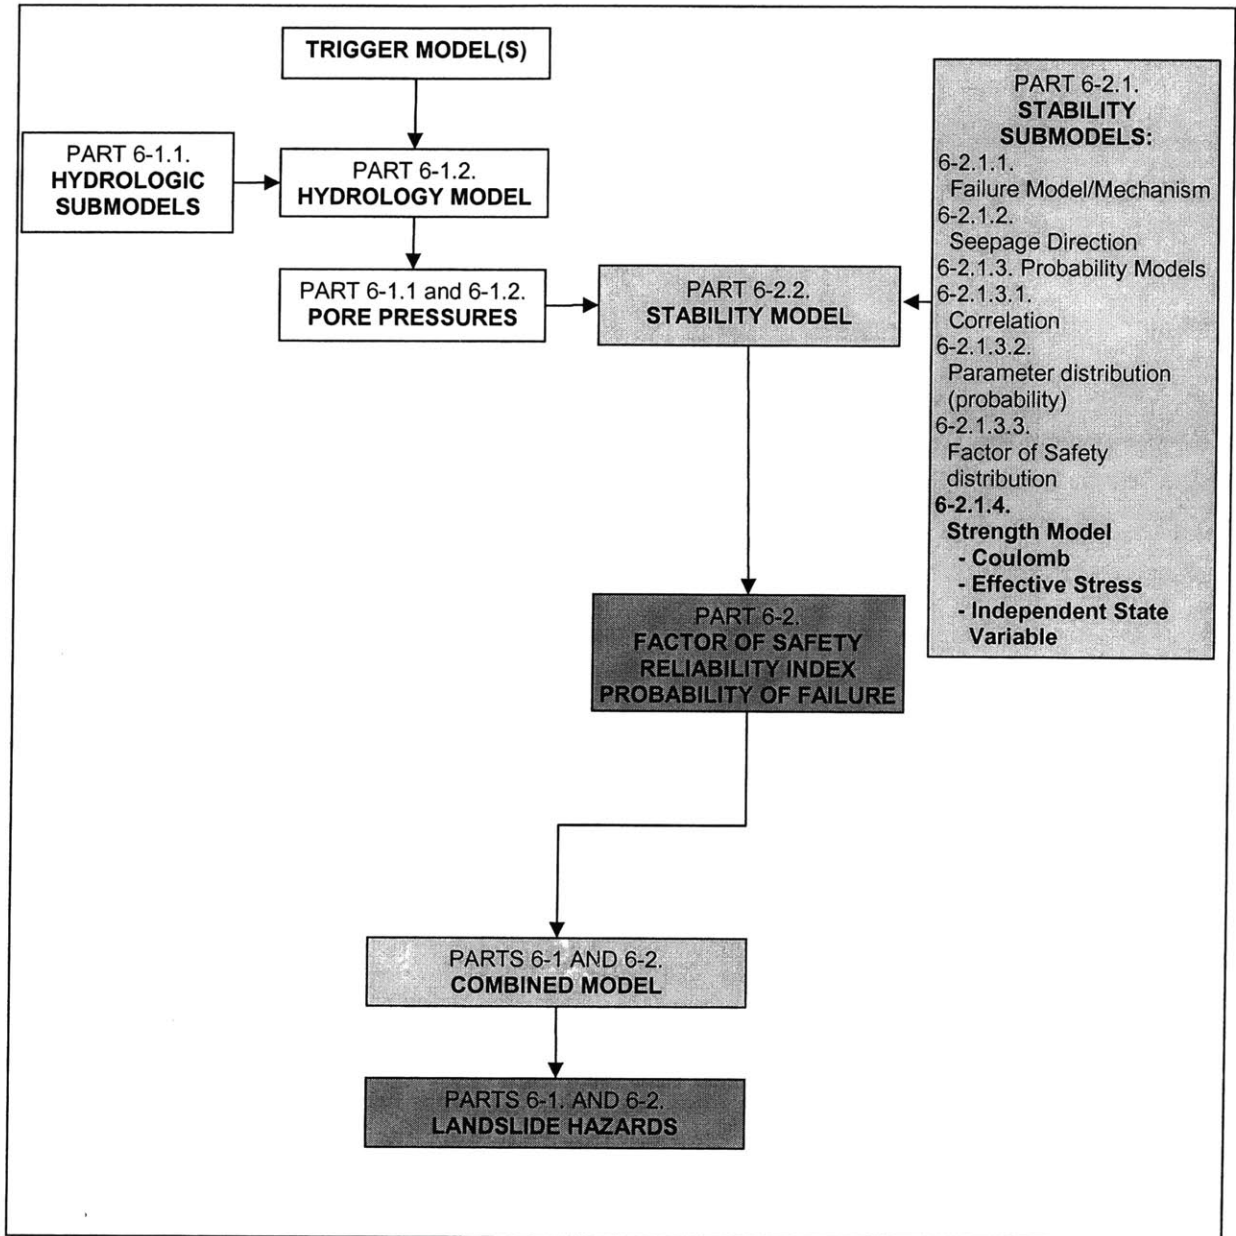 TRIGGER MODEL(S)
PART 6-1.1.
HYDROLOGIC
SUBMODELS
PART 6-1.2.
HYDROLOGY MODEL
PART 6-1.1 and 6-1.2.
PORE PRESSURES
PART 6-2.2.
STABILITY MODEL
PART 6-2.1.
STABILITY
SUBMODELS:
6-2.1.1.
Failure Model/Mechanism
6-2.1.2.
Seepage Direction
6-2.1.3. Probability Models
6-2.1.3.1.
Correlation
6-2.1.3.2.
Parameter distribution
(probability)
6-2.1.3.3.
Factor of Safety
distribution
6-2.1.4.
Strength Model
- Coulomb
- Effective Stress
- Independent State
Variable
PART 6-2.
FACTOR OF SAFETY
RELIABILITY INDEX
PROBABILITY OF FAILURE
PARTS 6-1 AND 6-2.
COMBINED MODEL
PARTS 6-1. AND 6-2.
LANDSLIDE HAZARDS